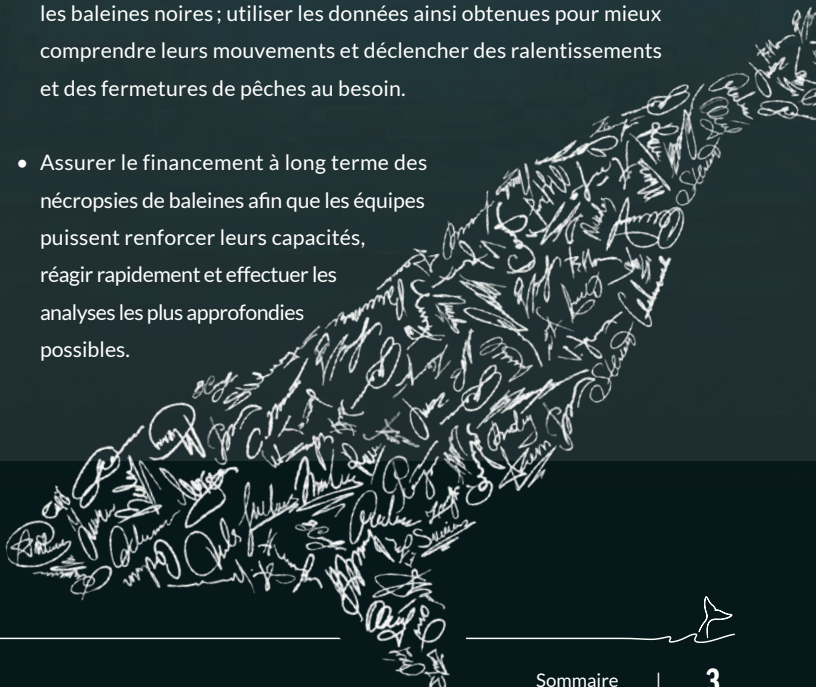 les baleines noires ; utiliser les données ainsi obtenues pour mieux
comprendre leurs mouvements et déclencher des ralentissements
et des fermetures de pêches au besoin.
• Assurer le financement à long terme des
nécropsies de baleines afin que les équipes
puissent renforcer leurs capacités,
réagir rapidement et effectuer les
analyses les plus approfondies
possibles.
Sommaire | 3